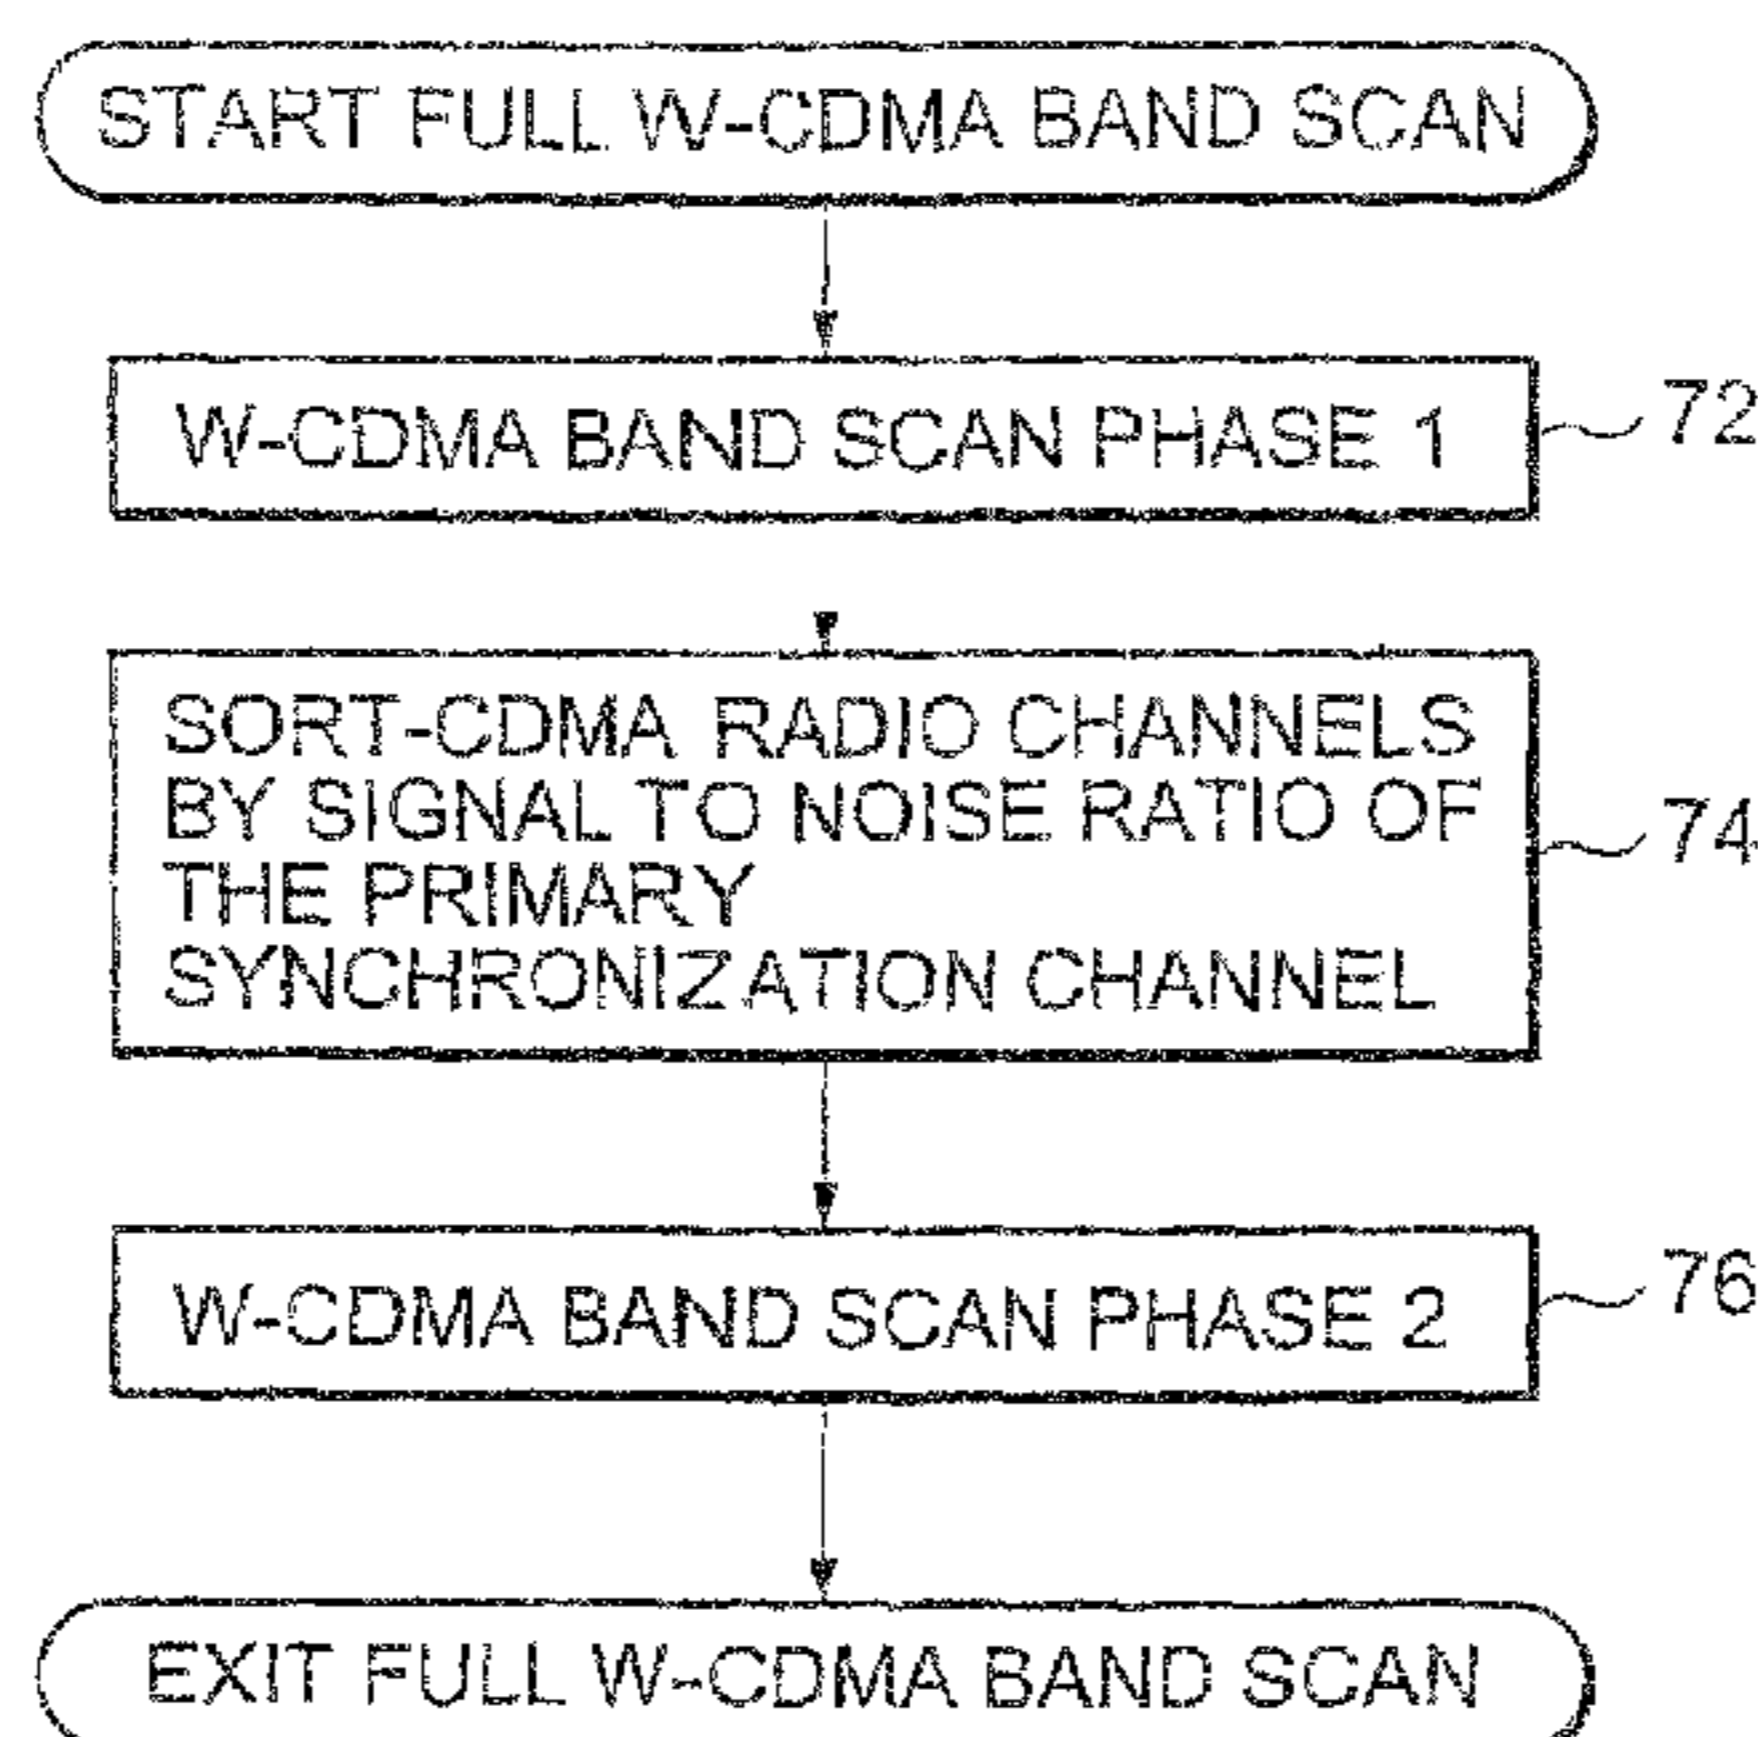 START FULL W-CDMA BAND SCAN
W-CDMA BAND SCAN PHASE 1
72
SORT-CDMA RADIO CHANNELS
BY SIGNAL TO NOISE RATIO OF
THE PRIMARY
SYNCHRONIZATION CHANNEL
74
W-CDMA BAND SCAN PHASE 2
76
EXIT FULL W-CDMA BAND SCAN